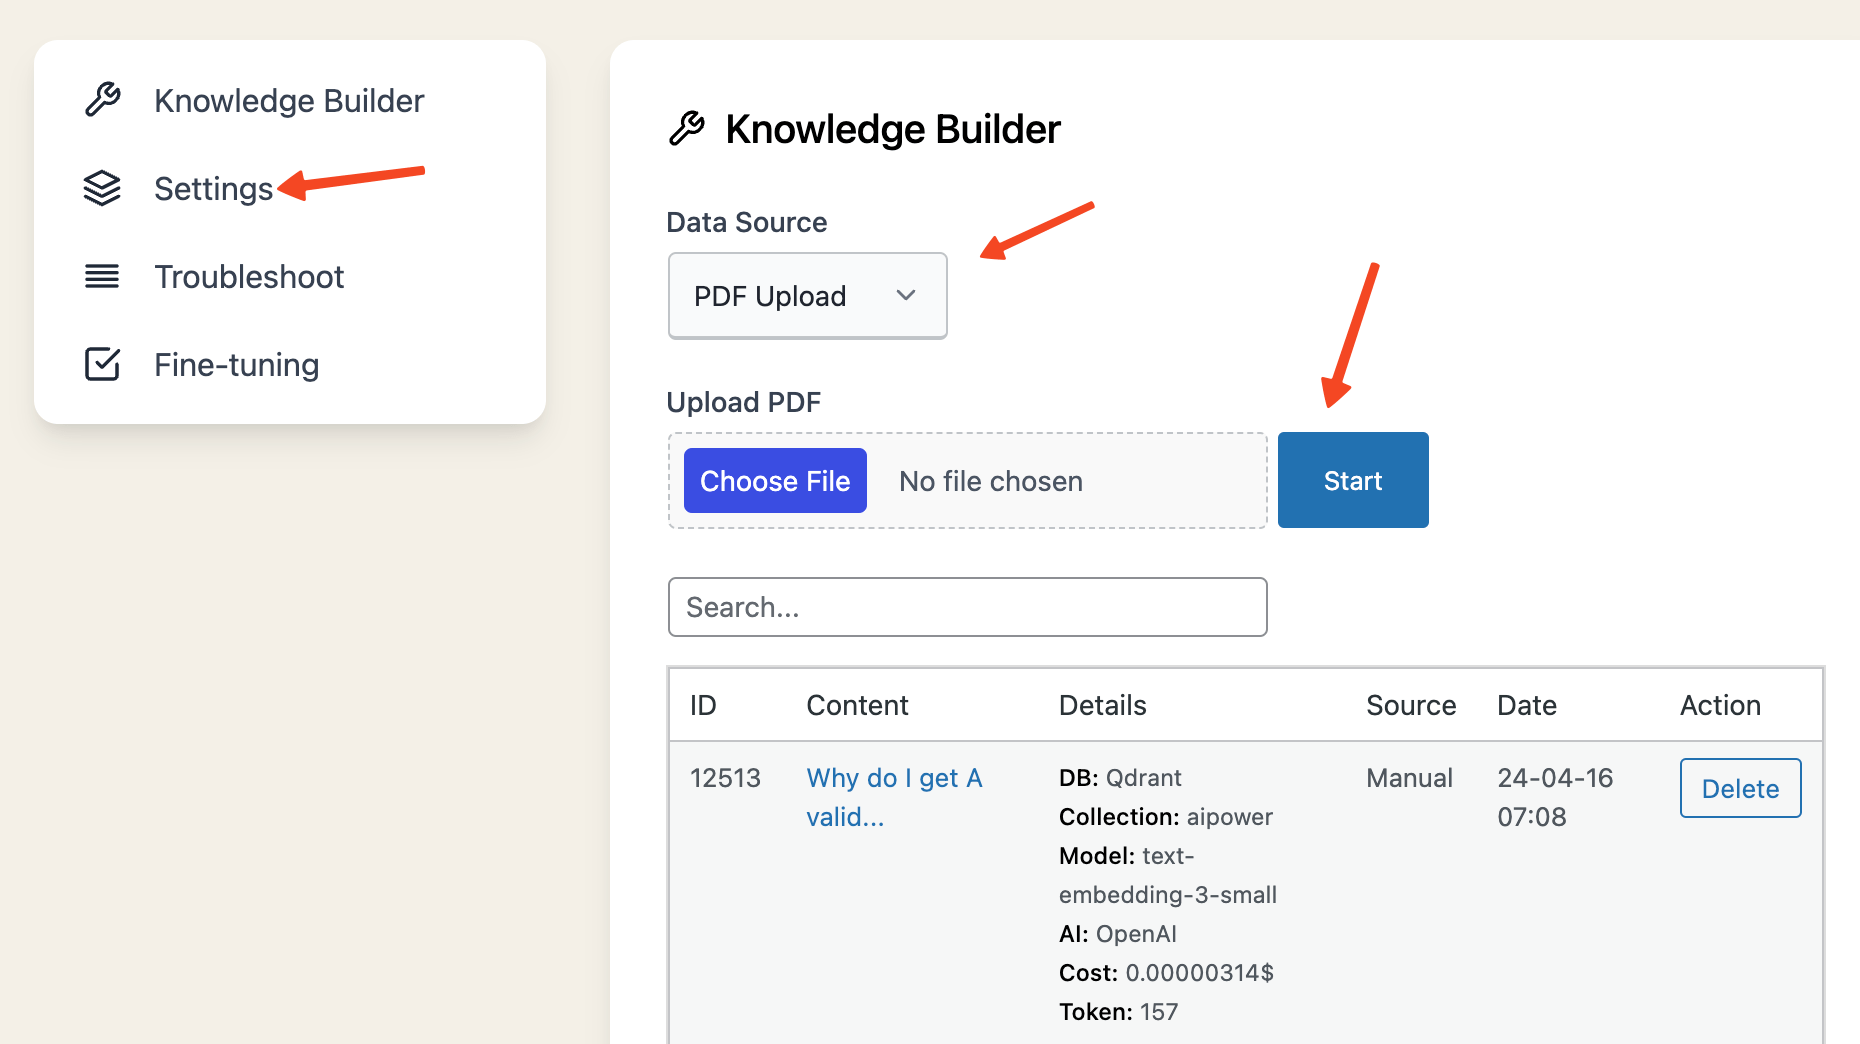 Knowledge Builder
Settings
Troubleshoot
Fine-tuning
Knowledge Builder
Data Source
PDF Upload
Upload PDF
Choose File No file chosen
Start
Search...
ID Content Details Source Date Action
12513 Why do I get A DB: Qdrant Manual 24-04-16 Delete
valid... Collection: aipower 07:08
Model: text-
embedding-3-small
AI: OpenAI
Cost: 0.00000314$
Token: 157